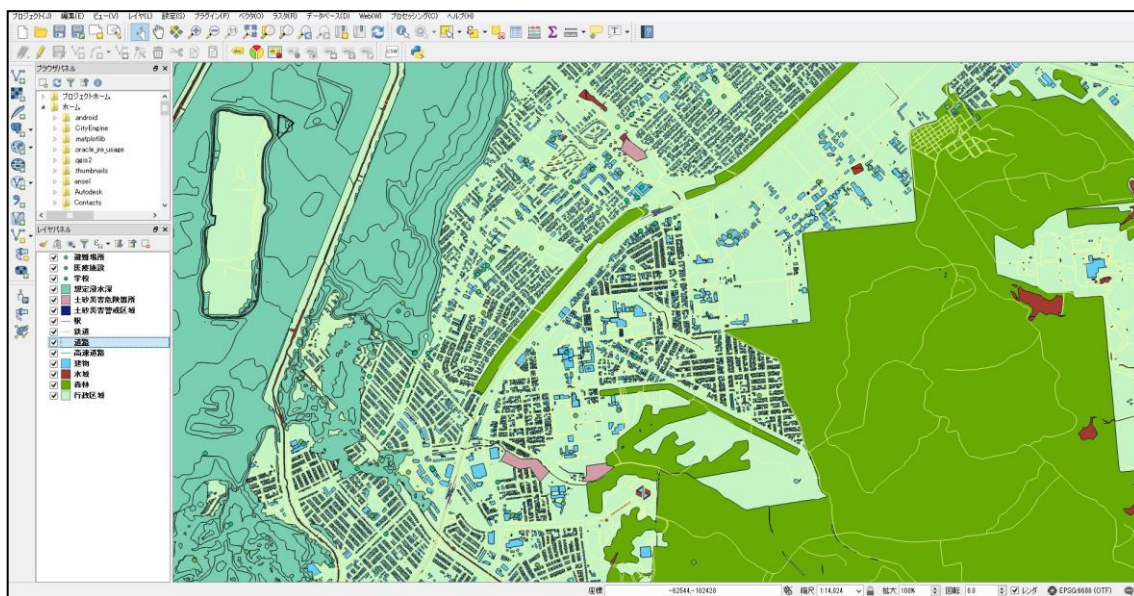 プロジェクト(J) 編集(E) ビュー(V) レイヤ(L) 設定(S) プラグイン(P) ベクタ(O) ラスタ(R) データベース(D) Web(W) プロセッシング(O) ヘルプ(H)
ブラウザパネル
プロジェクトホーム
ホーム
android
CityEngine
matplotlib
oracle_jre_usage
qgis2
thumbnails
ansel
Autodesk
Contacts
レイヤパネル
避難場所
医療施設
学校
想定浸水深
土砂災害危険箇所
土砂災害警戒区域
駅
鉄道
道路
高速道路
建物
水域
森林
行政区域
座標 -62544,-102428 縮尺 1:14,024 拡大 100% 回転 0.0 レンダ EPSG:6680 (OTF)